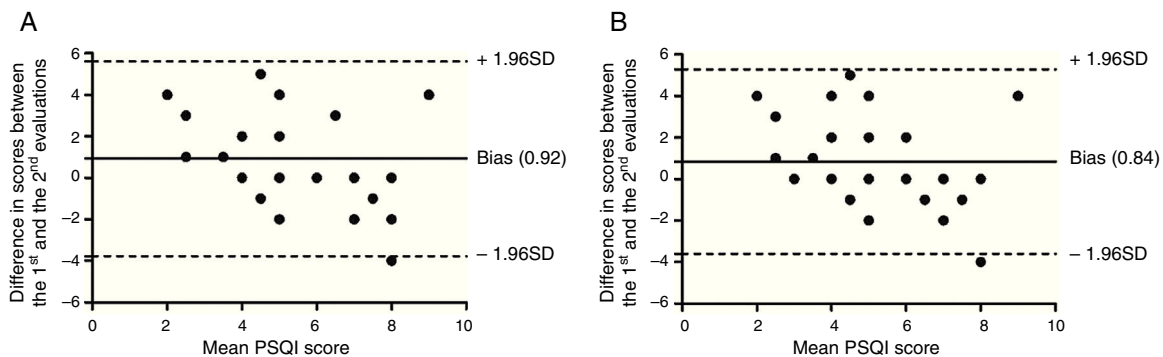 A
Difference in scores between
the 1st and the 2nd evaluations
6
4
2
0
–2
–4
–6
+ 1.96SD
Bias (0.92)
– 1.96SD
0 2 4 6 8 10
Mean PSQI score
B
Difference in scores between
the 1st and the 2nd evaluations
6
4
2
0
–2
–4
–6
+ 1.96SD
Bias (0.84)
– 1.96SD
0 2 4 6 8 10
Mean PSQI score